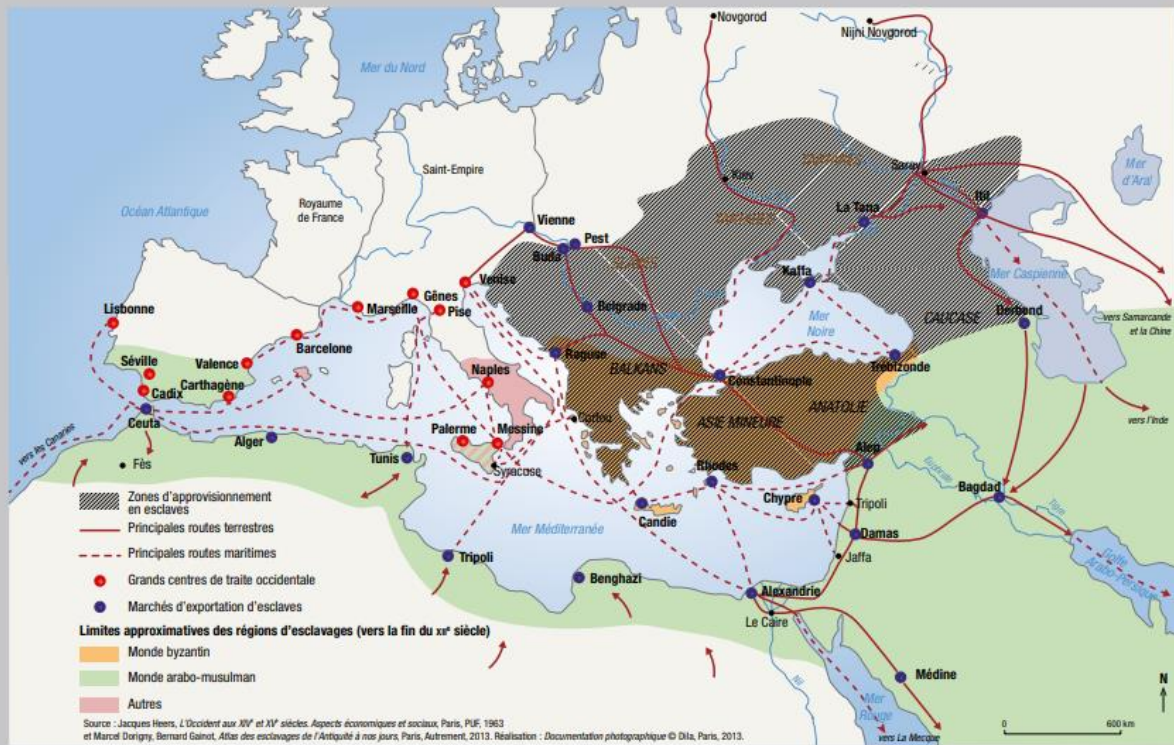 Novgorod
Nijni Novgorod
Mer du Nord
Saint-Empire
Royaume
de France
Océan Atlantique
Mer
d'Aral
Kiev
TARTARES
Saray
La Tana
Itil
Vienne
Pest
Buda
Venise
Belgrade
Kaffa
Mer Caspienne
Lisbonne
Marseille
Gênes
Pise
Mer
Noire
CAUCASE
Derbend
vers Samarcande
et la Chine
Séville
Valence
Barcelone
Raguse
BALKANS
Naples
Constantinople
Trébizonde
Cadix
Carthagène
Ceuta
Corfou
ASIE MINEURE
ANATOLIE
vers l'Inde
vers les Canaries
Fès
Alger
Tunis
Palerme
Messine
Syracuse
Rhodes
Alep
Euphrate
Bagdad
Tigre
Candie
Chypre
Tripoli
Damas
Jaffa
Golfe
Arabo-Persique
Mer Méditerranée
Tripoli
Benghazi
Alexandrie
Le Caire
Médine
Nil
Mer
Rouge
vers La Mecque
N
0 600 km
Zones d'approvisionnement
en esclaves
Principales routes terrestres
Principales routes maritimes
Grands centres de traite occidentale
Marchés d'exportation d'esclaves
Limites approximatives des régions d'esclavages (vers la fin du XIIe siècle)
Monde byzantin
Monde arabo-musulman
Autres
Source : Jacques Heers, L'Occident aux XIVe et XVe siècles. Aspects économiques et sociaux, Paris, PUF, 1963
et Marcel Dorigny, Bernard Gainot, Atlas des esclavages de l'Antiquité à nos jours, Paris, Autrement, 2013. Réalisation : Documentation photographique © Dila, Paris, 2013.